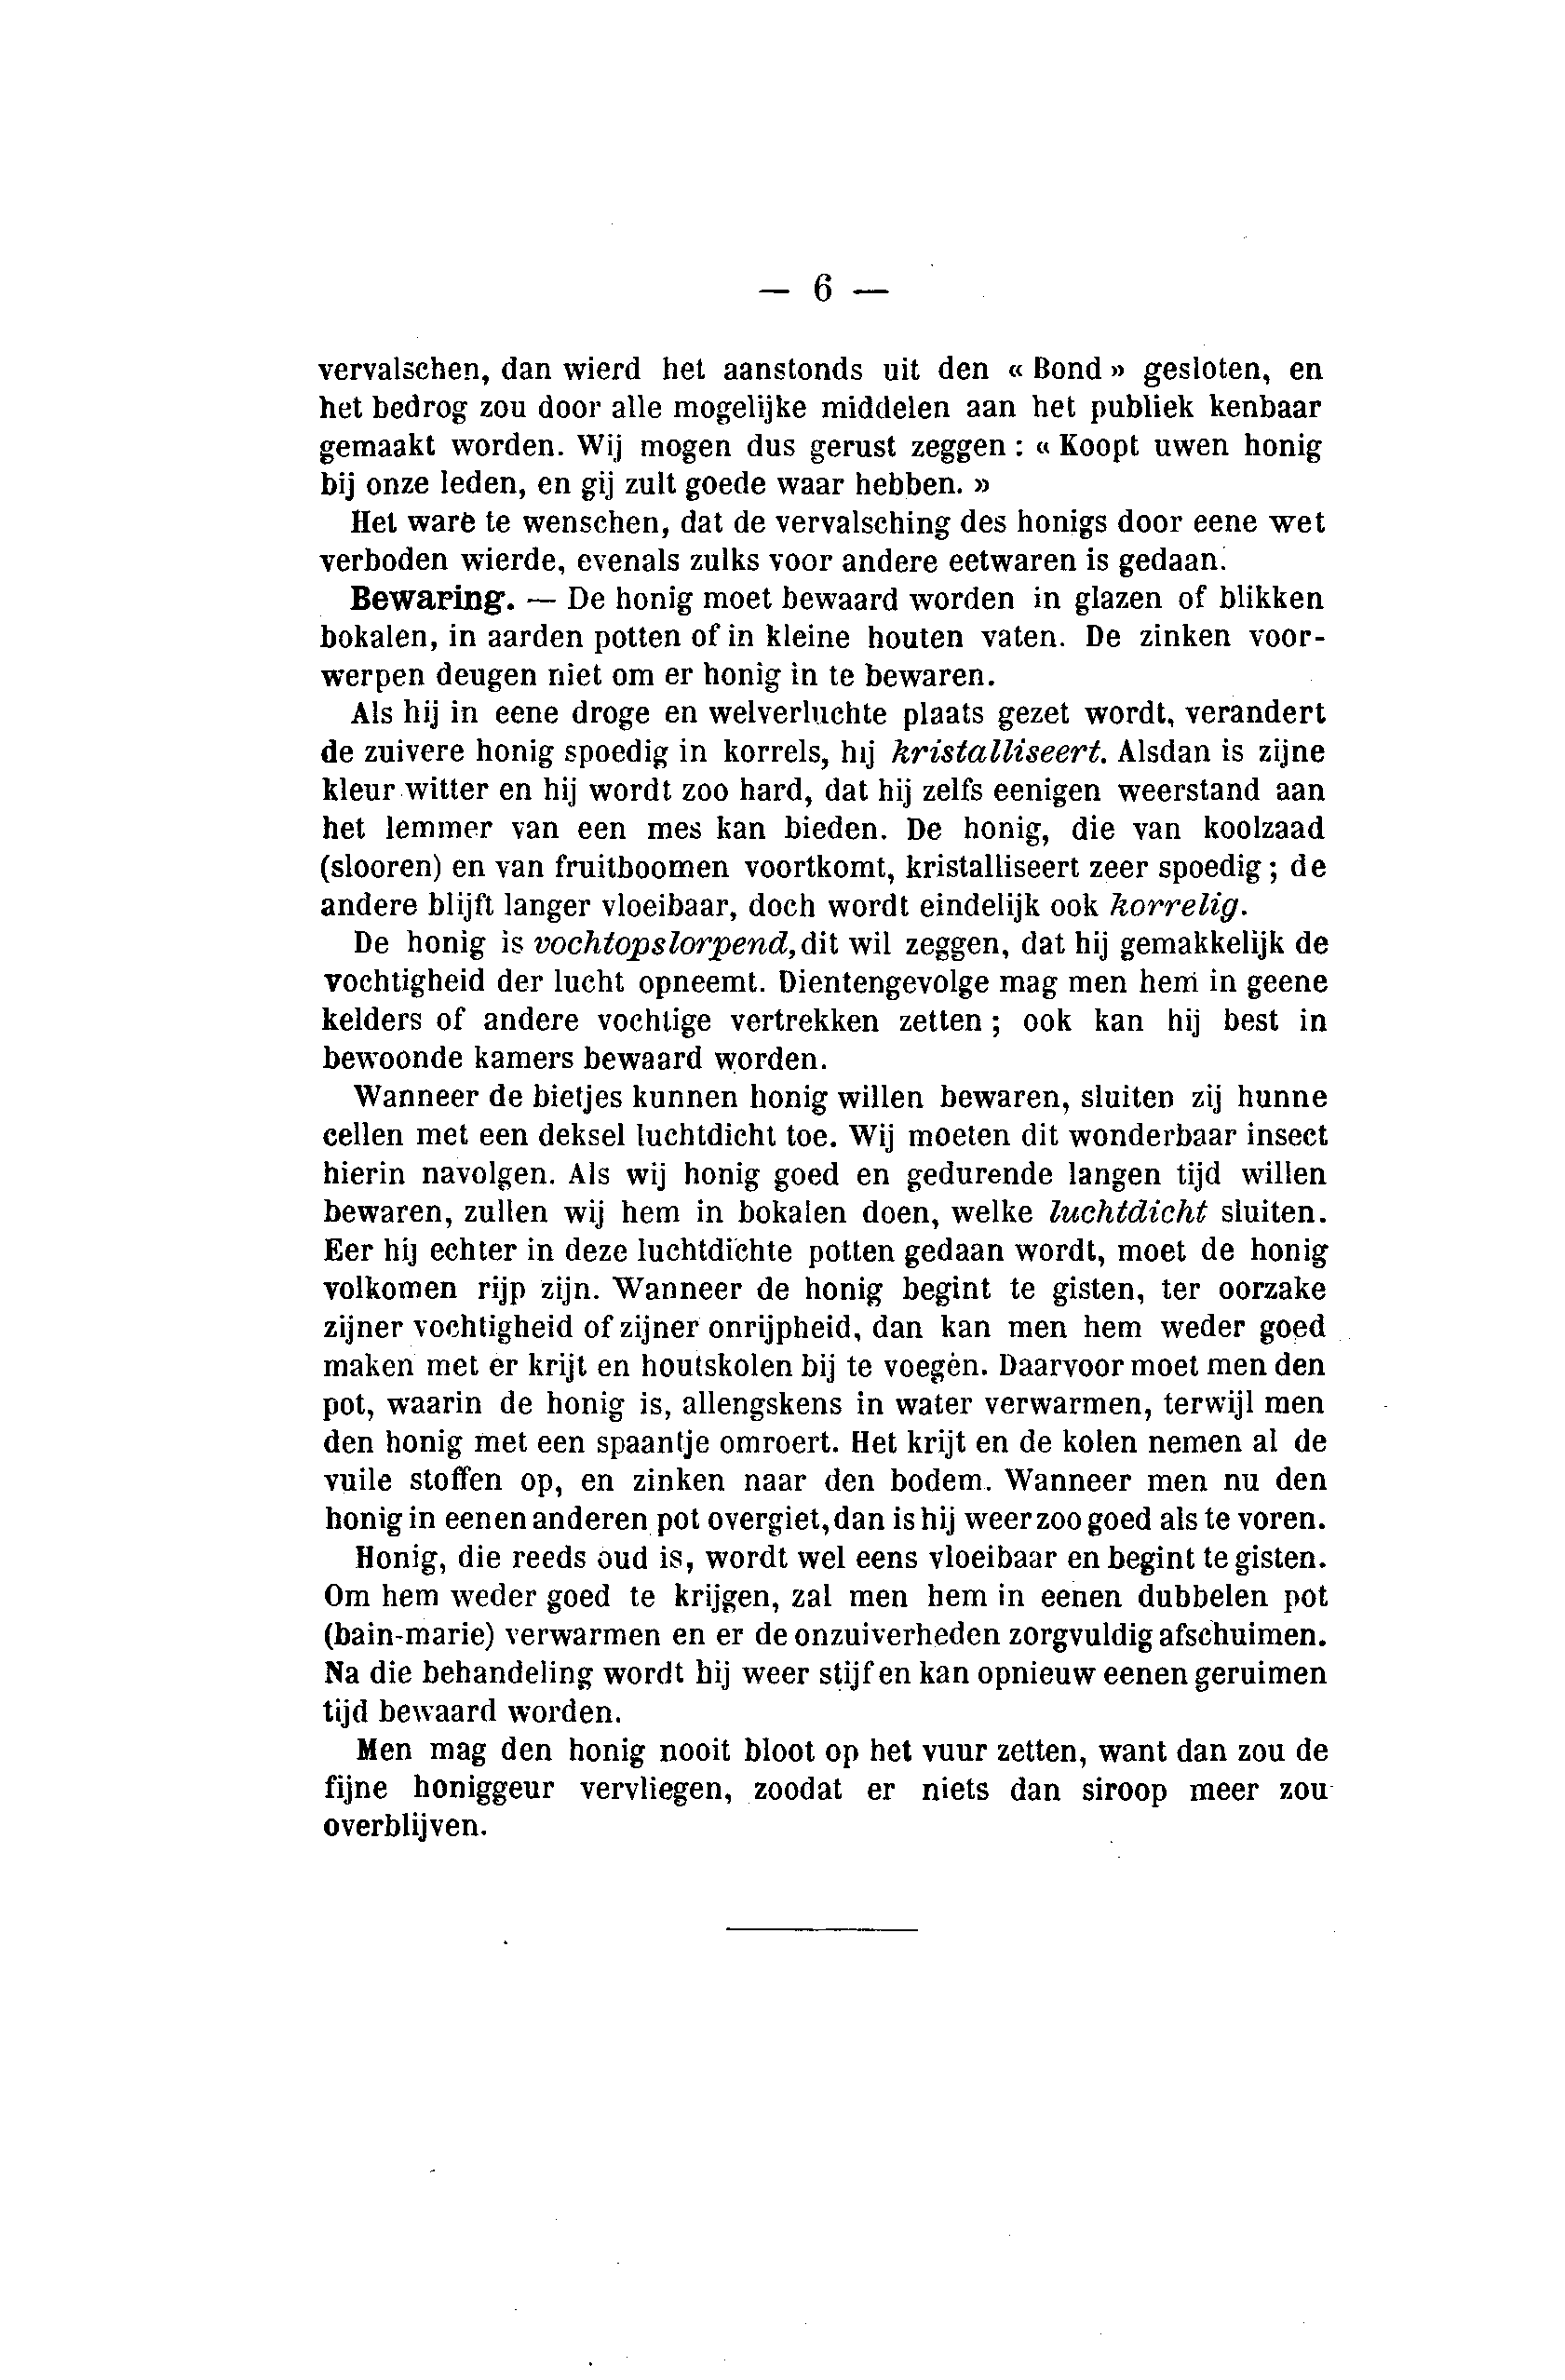 — 6 —
vervalschen, dan wierd het aanstonds uit den « Bond » gesloten, en
het bedrog zou door alle mogelijke middelen aan het publiek kenbaar
gemaakt worden. Wij mogen dus gerust zeggen : « Koopt uwen honig
bij onze leden, en gij zult goede waar hebben. »
Het ware te wenschen, dat de vervalsching des honigs door eene wet
verboden wierde, evenals zulks voor andere eetwaren is gedaan.
Bewaring. — De honig moet bewaard worden in glazen of blikken
bokalen, in aarden potten of in kleine houten vaten. De zinken voor-
werpen deugen niet om er honig in te bewaren.
Als hij in eene droge en welverluchte plaats gezet wordt, verandert
de zuivere honig spoedig in korrels, hij kristalliseert. Alsdan is zijne
kleur witter en hij wordt zoo hard, dat hij zelfs eenigen weerstand aan
het lemmer van een mes kan bieden. De honig, die van koolzaad
(slooren) en van fruitboomen voortkomt, kristalliseert zeer spoedig ; de
andere blijft langer vloeibaar, doch wordt eindelijk ook korrelig.
De honig is vochtopslorpend, dit wil zeggen, dat hij gemakkelijk de
vochtigheid der lucht opneemt. Dientengevolge mag men hem in geene
kelders of andere vochtige vertrekken zetten ; ook kan hij best in
bewoonde kamers bewaard worden.
Wanneer de bietjes kunnen honig willen bewaren, sluiten zij hunne
cellen met een deksel luchtdicht toe. Wij moeten dit wonderbaar insect
hierin navolgen. Als wij honig goed en gedurende langen tijd willen
bewaren, zullen wij hem in bokalen doen, welke luchtdicht sluiten.
Eer hij echter in deze luchtdichte potten gedaan wordt, moet de honig
volkomen rijp zijn. Wanneer de honig begint te gisten, ter oorzake
zijner vochtigheid of zijner onrijpheid, dan kan men hem weder goed
maken met er krijt en houtskolen bij te voegen. Daarvoor moet men den
pot, waarin de honig is, allengskens in water verwarmen, terwijl men
den honig met een spaantje omroert. Het krijt en de kolen nemen al de
vuile stoffen op, en zinken naar den bodem. Wanneer men nu den
honig in eenen anderen pot overgiet, dan is hij weer zoo goed als te voren.
Honig, die reeds oud is, wordt wel eens vloeibaar en begint te gisten.
Om hem weder goed te krijgen, zal men hem in eenen dubbelen pot
(bain-marie) verwarmen en er de onzuiverheden zorgvuldig afschuimen.
Na die behandeling wordt hij weer stijf en kan opnieuw eenen geruimen
tijd bewaard worden.
Men mag den honig nooit bloot op het vuur zetten, want dan zou de
fijne honiggeur vervliegen, zoodat er niets dan siroop meer zou
overblijven.